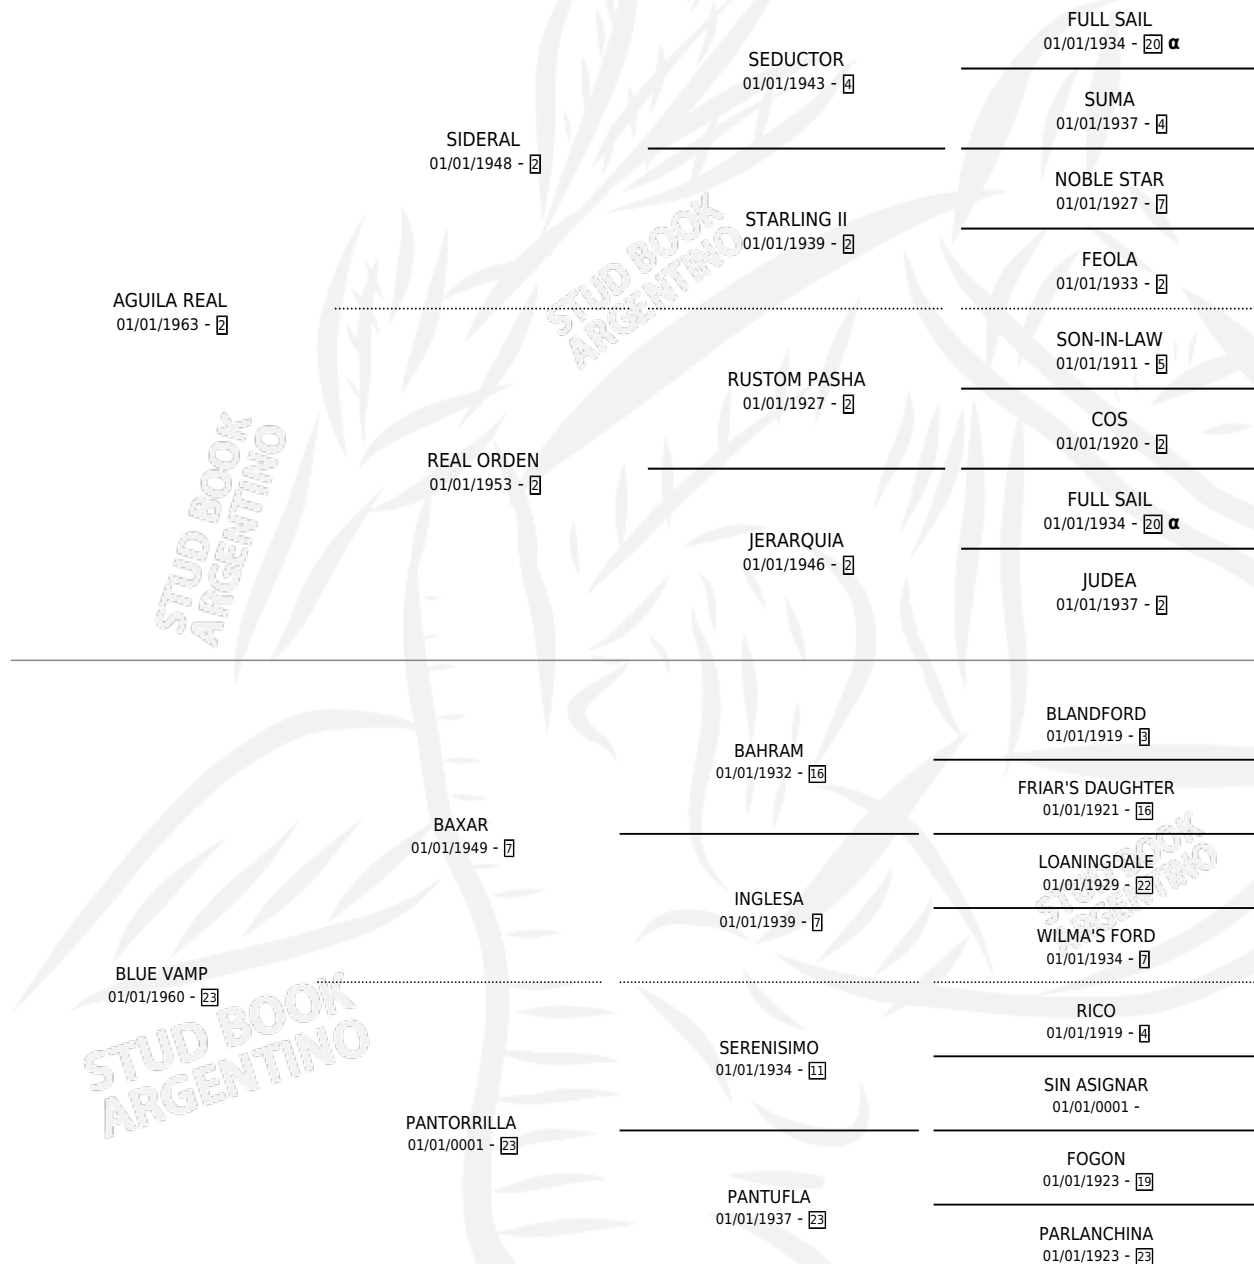 FULL SAIL
01/01/1934 - 20 α
SEDUCTOR
01/01/1943 - 4
SUMA
01/01/1937 - 4
SIDERAL
01/01/1948 - 2
NOBLE STAR
01/01/1927 - 7
STARLING II
01/01/1939 - 2
FEOLA
01/01/1933 - 2
AGUILA REAL
01/01/1963 - 2
SON-IN-LAW
01/01/1911 - 5
RUSTOM PASHA
01/01/1927 - 2
COS
01/01/1920 - 2
REAL ORDEN
01/01/1953 - 2
FULL SAIL
01/01/1934 - 20 α
JERARQUIA
01/01/1946 - 2
JUDEA
01/01/1937 - 2
BLANDFORD
01/01/1919 - 3
BAHRAM
01/01/1932 - 16
FRIAR'S DAUGHTER
01/01/1921 - 16
BAXAR
01/01/1949 - 7
LOANINGDALE
01/01/1929 - 22
INGLESA
01/01/1939 - 7
WILMA'S FORD
01/01/1934 - 7
BLUE VAMP
01/01/1960 - 23
RICO
01/01/1919 - 4
SERENISIMO
01/01/1934 - 11
SIN ASIGNAR
01/01/0001 -
PANTORRILLA
01/01/0001 - 23
FOGON
01/01/1923 - 19
PANTUFLA
01/01/1937 - 23
PARLANCHINA
01/01/1923 - 23
STUD BOOK
ARGENTINO
STUD BOOK
ARGENTINO
STUD BOOK
ARGENTINO
STUD BOOK
ARGENTINO